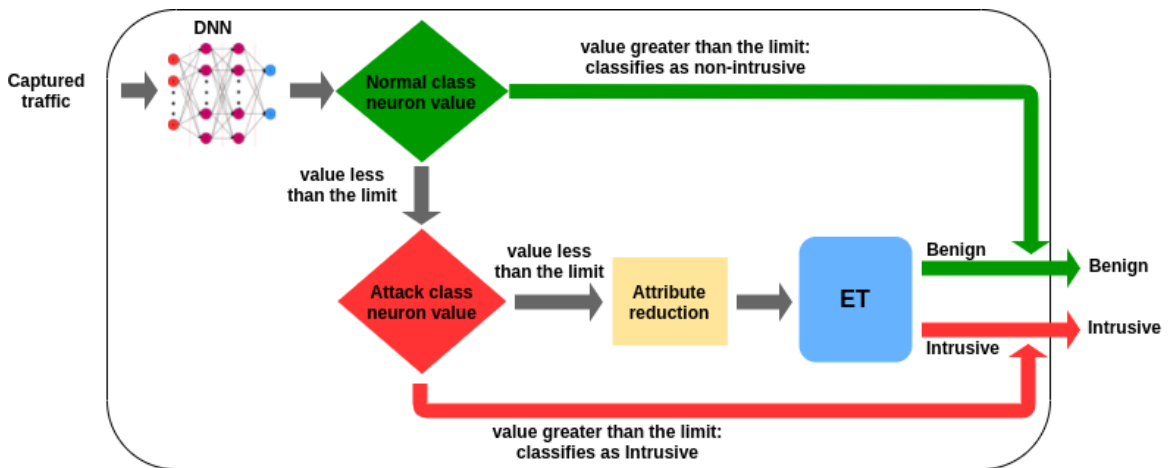 DNN
Captured
traffic
Normal class
neuron value
value greater than the limit:
classifies as non-intrusive
value less
than the limit
Attack class
neuron value
value less
than the limit
Attribute
reduction
ET
Benign
Benign
Intrusive
Intrusive
value greater than the limit:
classifies as Intrusive